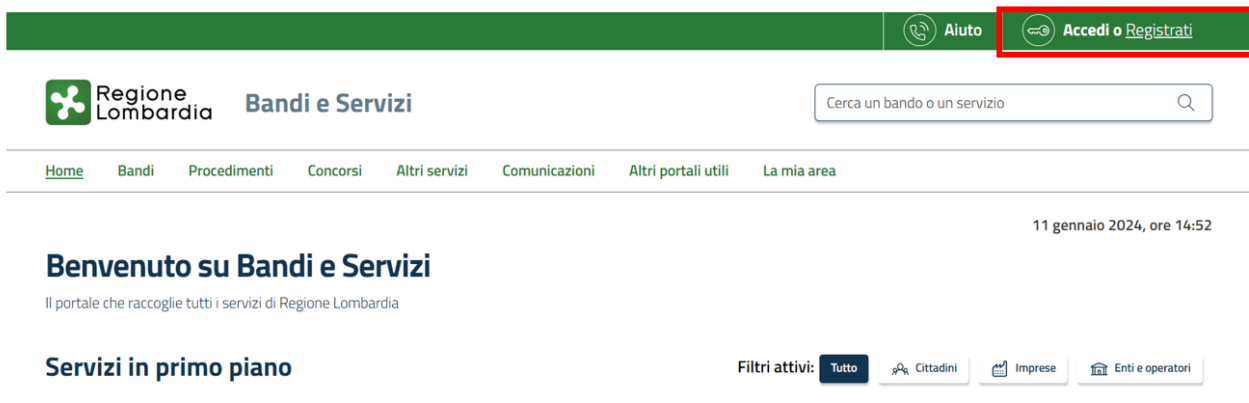 Aiuto
Accedi o Registrati
Regione
Lombardia
Bandi e Servizi
Cerca un bando o un servizio
Home Bandi Procedimenti Concorsi Altri servizi Comunicazioni Altri portali utili La mia area
11 gennaio 2024, ore 14:52
Benvenuto su Bandi e Servizi
Il portale che raccoglie tutti i servizi di Regione Lombardia
Servizi in primo piano
Filtri attivi: Tutto Cittadini Imprese Enti e operatori